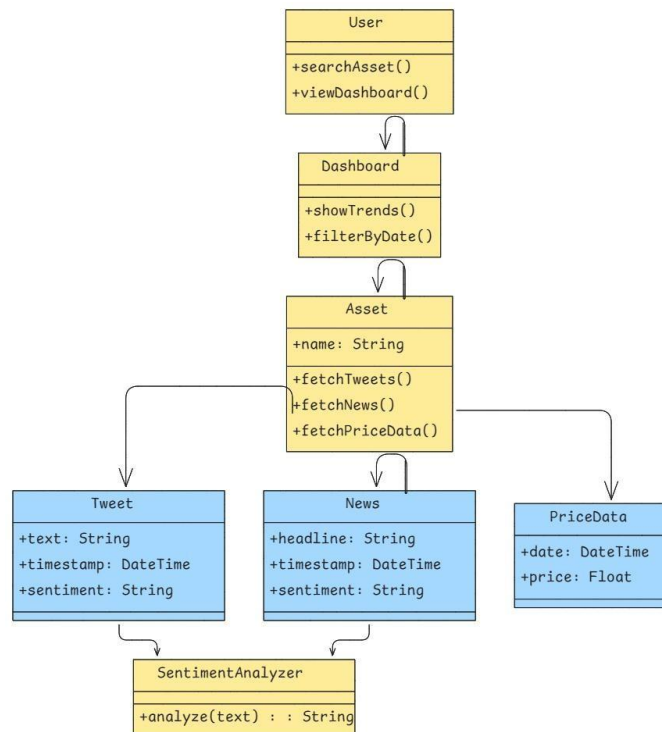 User
+searchAsset()
+viewDashboard()
Dashboard
+showTrends()
+filterByDate()
Asset
+name: String
+fetchTweets()
+fetchNews()
+fetchPriceData()
Tweet
+text: String
+timestamp: DateTime
+sentiment: String
News
+headline: String
+timestamp: DateTime
+sentiment: String
PriceData
+date: DateTime
+price: Float
SentimentAnalyzer
+analyze(text) : : String